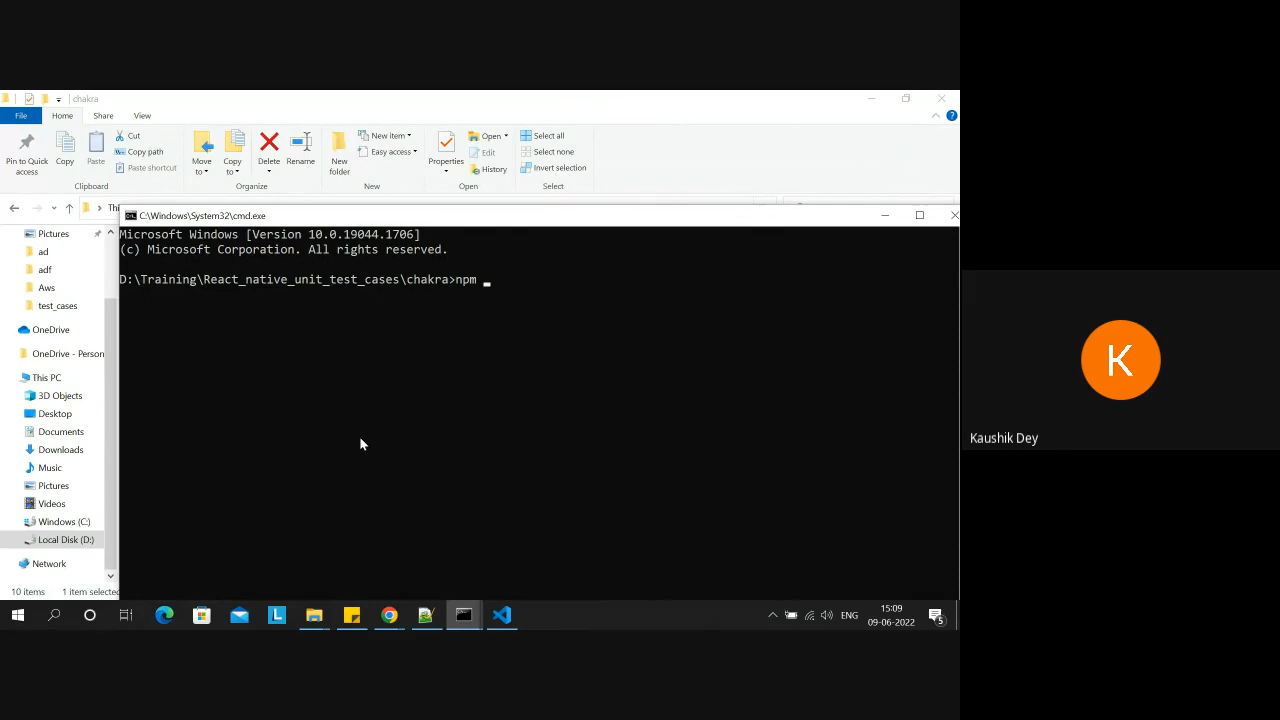 chakra
File
Home
Share
View
Pin to Quick access
Copy
Paste
Cut
Copy path
Paste shortcut
Clipboard
Move to
Copy to
Delete
Rename
Organize
New folder
New item
Easy access
New
Properties
Open
Edit
History
Open
Select all
Select none
Invert selection
Select
C:\Windows\System32\cmd.exe
Microsoft Windows [Version 10.0.19044.1706]
(c) Microsoft Corporation. All rights reserved.
D:\Training\React_native_unit_test_cases\chakra>npm
Pictures
ad
adf
Aws
test_cases
OneDrive
OneDrive - Person
This PC
3D Objects
Desktop
Documents
Downloads
Music
Pictures
Videos
Windows (C:)
Local Disk (D:)
Network
10 items
1 item selected
K
Kaushik Dey
L
ENG
15:09
09-06-2022
5